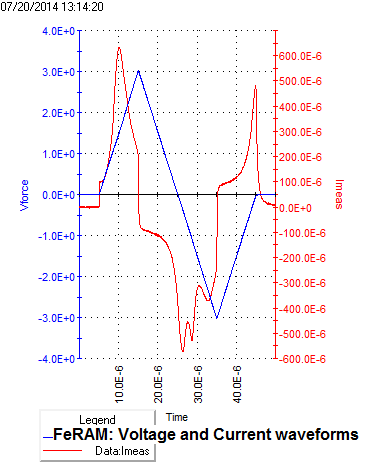 07/20/2014 13:14:20
4.0E+0
3.0E+0
2.0E+0
1.0E+0
0.0E+0
-1.0E+0
-2.0E+0
-3.0E+0
-4.0E+0
Vforce
600.0E-6
500.0E-6
400.0E-6
300.0E-6
200.0E-6
100.0E-6
0.0E+0
-100.0E-6
-200.0E-6
-300.0E-6
-400.0E-6
-500.0E-6
-600.0E-6
Imeas
10.0E-6
20.0E-6
30.0E-6
40.0E-6
Time
Legend
FeRAM: Voltage and Current waveforms
Data:Imeas